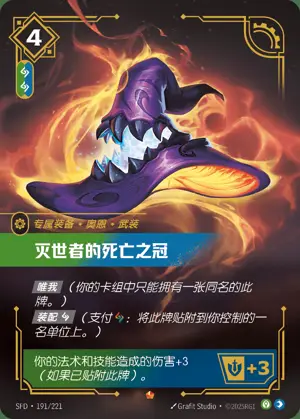 4
专属装备·奥恩·武装
灭世者的死亡之冠
唯我 (你的卡组中只能拥有一张同名的此
牌。)
装配 (支付：将此牌贴附到你控制的一
名单位上。)
你的法术和技能造成的伤害+3
(如果已贴附此牌)。
+3
SFD · 191/221
Grafit Studio ©2025RGI